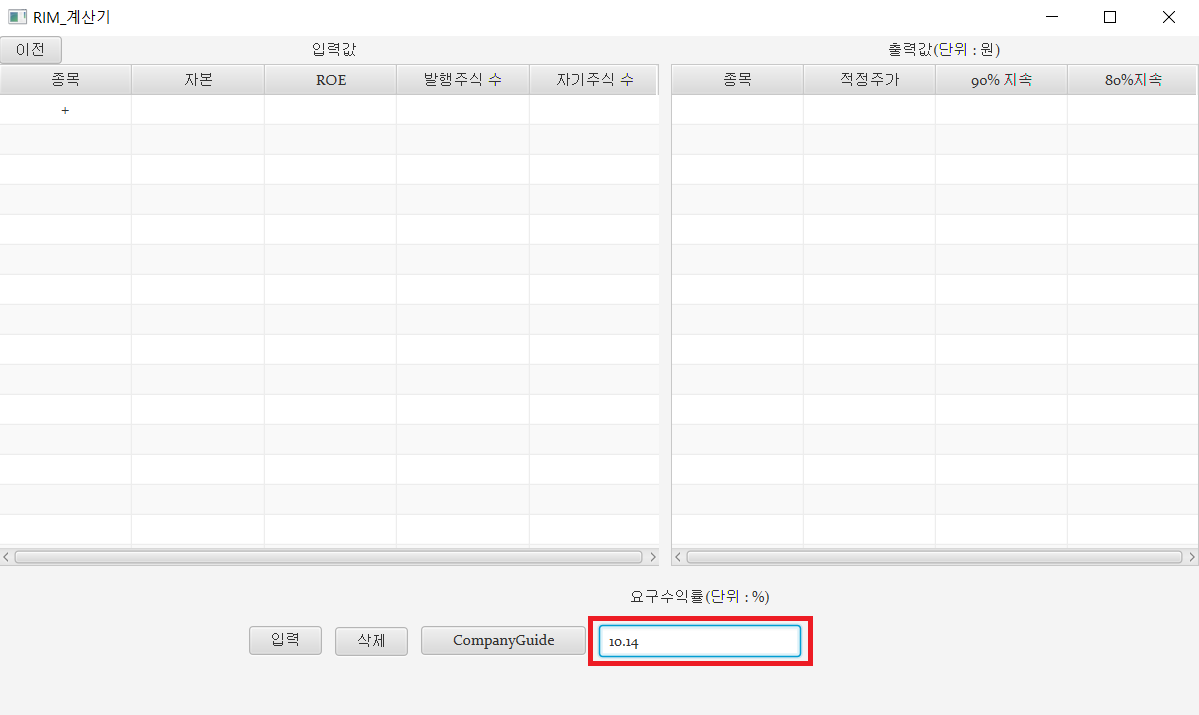 RIM_계산기
이전 입력값 출력값(단위 : 원)
종목 자본 ROE 발행주식 수 자기주식 수 종목 적정주가 90% 지속 80%지속
+
요구수익률(단위 : %)
입력 삭제 CompanyGuide 10.14